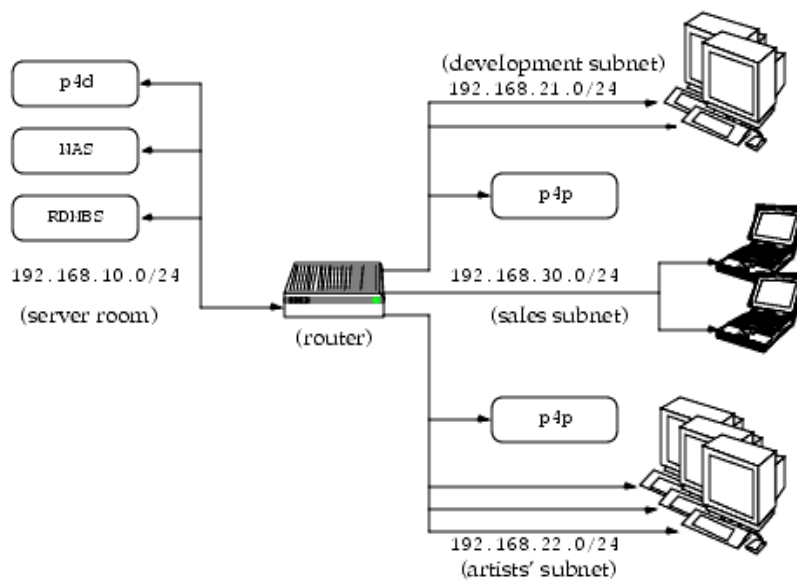 p4d
NAS
RDMBS
192.168.10.0/24
(server room)
(router)
(development subnet)
192.168.21.0/24
p4p
192.168.30.0/24
(sales subnet)
p4p
192.168.22.0/24
(artists' subnet)